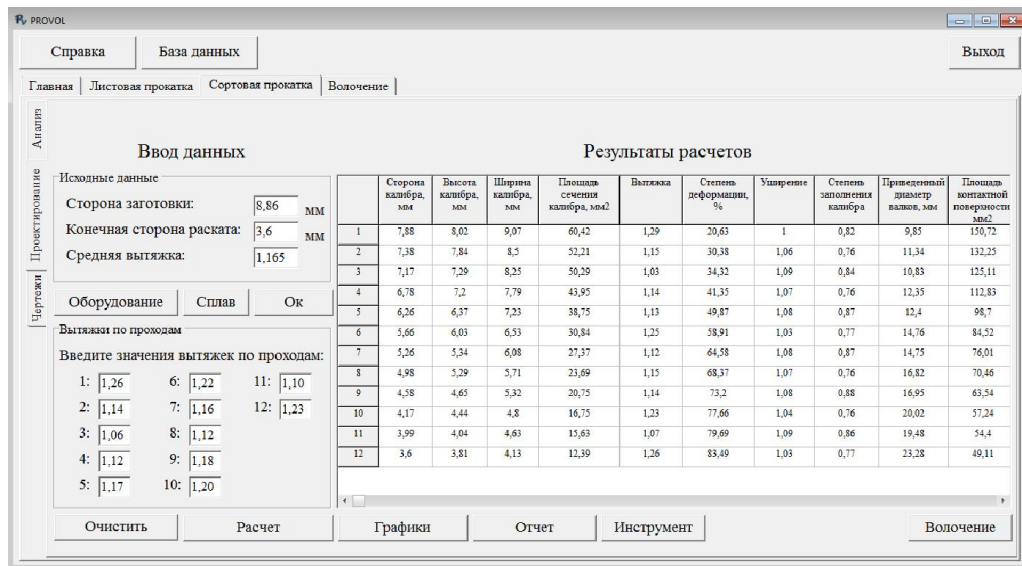 PROVOL
Справка База данных Выход
Главная Листовая прокатка Сортовая прокатка Волочение
Анализ
Проектирование
Чертежи
Ввод данных
Исходные данные
Сторона заготовки: 8,86 мм
Конечная сторона раската: 3,6 мм
Средняя вытяжка: 1,165
Оборудование Сплав Ок
Вытяжки по проходам
Введите значения вытяжек по проходам:
1: 1,26 6: 1,22 11: 1,10
2: 1,14 7: 1,16 12: 1,23
3: 1,06 8: 1,12
4: 1,12 9: 1,18
5: 1,17 10: 1,20
Результаты расчетов
Сторона калибра, мм Высота калибра, мм Ширина калибра, мм Площадь сечения калибра, мм2 Вытяжка Степень деформации, % Уширение Степень заполнения калибра Приведенный диаметр валков, мм Площадь контактной поверхности мм2
1 7,88 8,02 9,07 60,42 1,29 20,63 1 0,82 9,85 150,72
2 7,38 7,84 8,5 52,21 1,15 30,38 1,06 0,76 11,34 132,25
3 7,17 7,29 8,25 50,29 1,03 34,32 1,09 0,84 10,83 125,11
4 6,78 7,2 7,79 43,95 1,14 41,35 1,07 0,76 12,35 112,83
5 6,26 6,37 7,23 38,75 1,13 49,87 1,08 0,87 12,4 98,7
6 5,66 6,03 6,53 30,84 1,25 58,91 1,03 0,77 14,76 84,52
7 5,26 5,34 6,08 27,37 1,12 64,58 1,08 0,87 14,75 76,01
8 4,98 5,29 5,71 23,69 1,15 68,37 1,07 0,76 16,82 70,46
9 4,58 4,65 5,32 20,75 1,14 73,2 1,08 0,88 16,95 63,54
10 4,17 4,44 4,8 16,75 1,23 77,66 1,04 0,76 20,02 57,24
11 3,99 4,04 4,63 15,63 1,07 79,69 1,09 0,86 19,48 54,4
12 3,6 3,81 4,13 12,39 1,26 83,49 1,03 0,77 23,28 49,11
Очистить Расчет Графики Отчет Инструмент Волочение